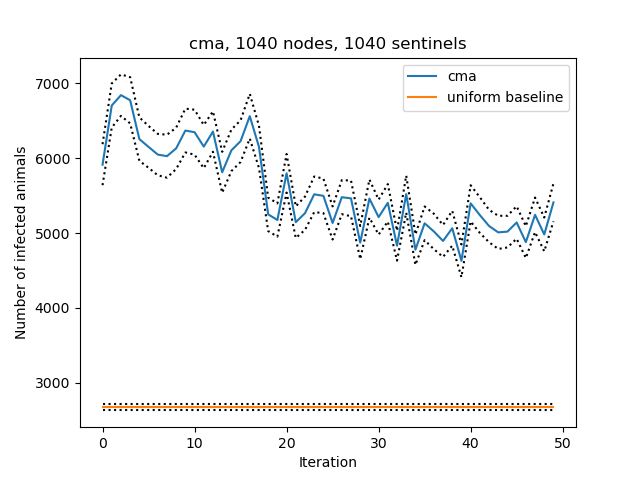 cma, 1040 nodes, 1040 sentinels
cma
uniform baseline
Number of infected animals
7000
6000
5000
4000
3000
0 10 20 30 40 50
Iteration